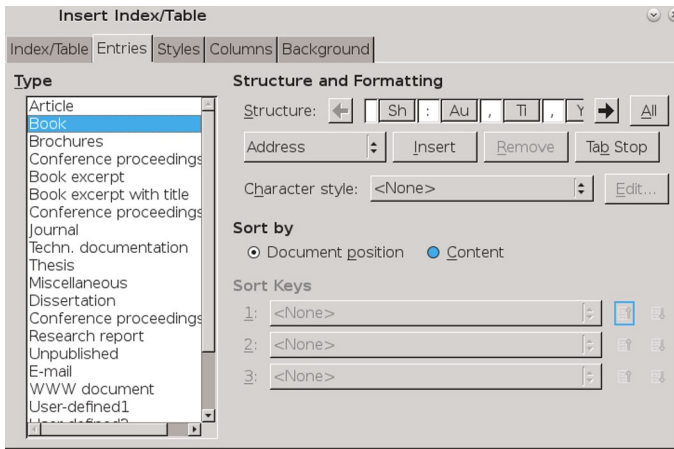 Insert Index/Table
Index/Table Entries Styles Columns Background
Type
Article
Book
Brochures
Conference proceedings
Book excerpt
Book excerpt with title
Conference proceedings
Journal
Techn. documentation
Thesis
Miscellaneous
Dissertation
Conference proceedings
Research report
Unpublished
E-mail
WWW document
User-defined1
Structure and Formatting
Structure: Sh : Au , Ti , Y All
Address Insert Remove Tab Stop
Character style: <None> Edit...
Sort by
Document position Content
Sort Keys
1: <None>
2: <None>
3: <None>